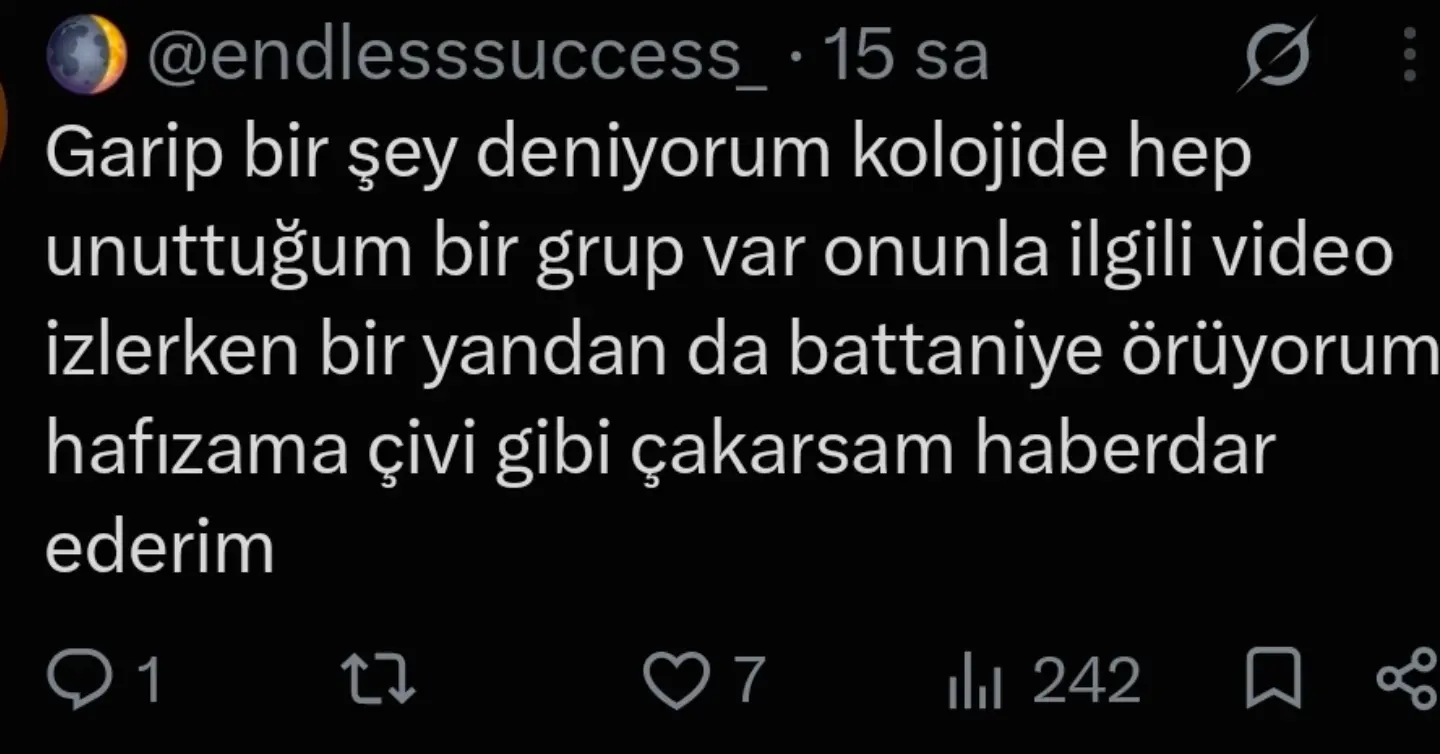 @endlesssuccess_ · 15 sa
Garip bir şey deniyorum kolojide hep
unuttuğum bir grup var onunla ilgili video
izlerken bir yandan da battaniye örüyorum
hafızama çivi gibi çakarsam haberdar
ederim
1 7 242